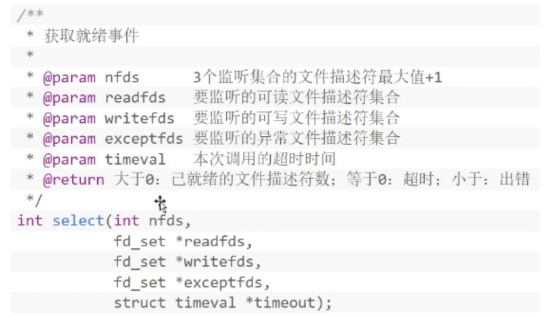 /**
 * 获取就绪事件
 *
 * @param nfds 3个监听集合的文件描述符最大值+1
 * @param readfds 要监听的可读文件描述符集合
 * @param writefds 要监听的可写文件描述符集合
 * @param exceptfds 要监听的异常文件描述符集合
 * @param timeval 本次调用的超时时间
 * @return 大于0：已就绪的文件描述符数；等于0：超时；小于：出错
 */
int select(int nfds,
            fd_set *readfds,
            fd_set *writefds,
            fd_set *exceptfds,
            struct timeval *timeout);